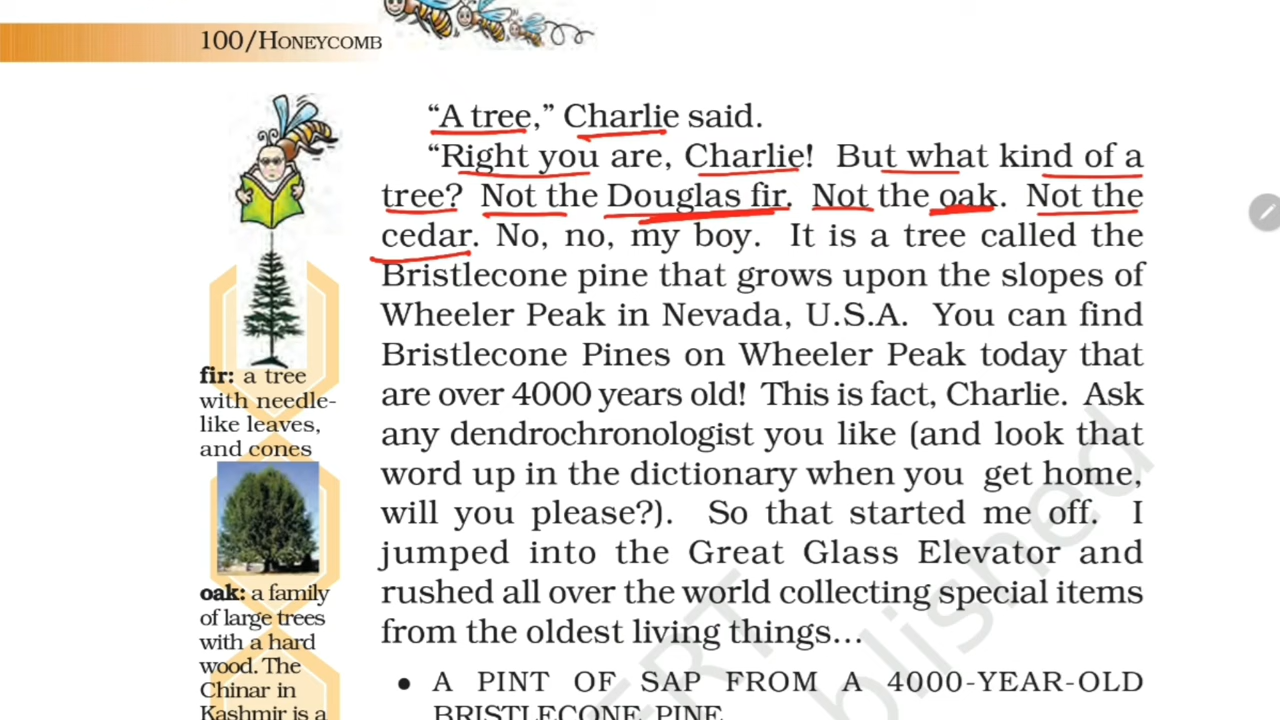 100/HONEYCOMB
“A tree,” Charlie said.
“Right you are, Charlie! But what kind of a
tree? Not the Douglas fir. Not the oak. Not the
cedar. No, no, my boy. It is a tree called the
Bristlecone pine that grows upon the slopes of
Wheeler Peak in Nevada, U.S.A. You can find
Bristlecone Pines on Wheeler Peak today that
are over 4000 years old! This is fact, Charlie. Ask
any dendrochronologist you like (and look that
word up in the dictionary when you get home,
will you please?). So that started me off. I
jumped into the Great Glass Elevator and
rushed all over the world collecting special items
from the oldest living things...
• A PINT OF SAP FROM A 4000-YEAR-OLD
BRISTLECONE PINE
fir: a tree
with needle-
like leaves,
and cones
oak: a family
of large trees
with a hard
wood. The
Chinar in
Kashmir is a